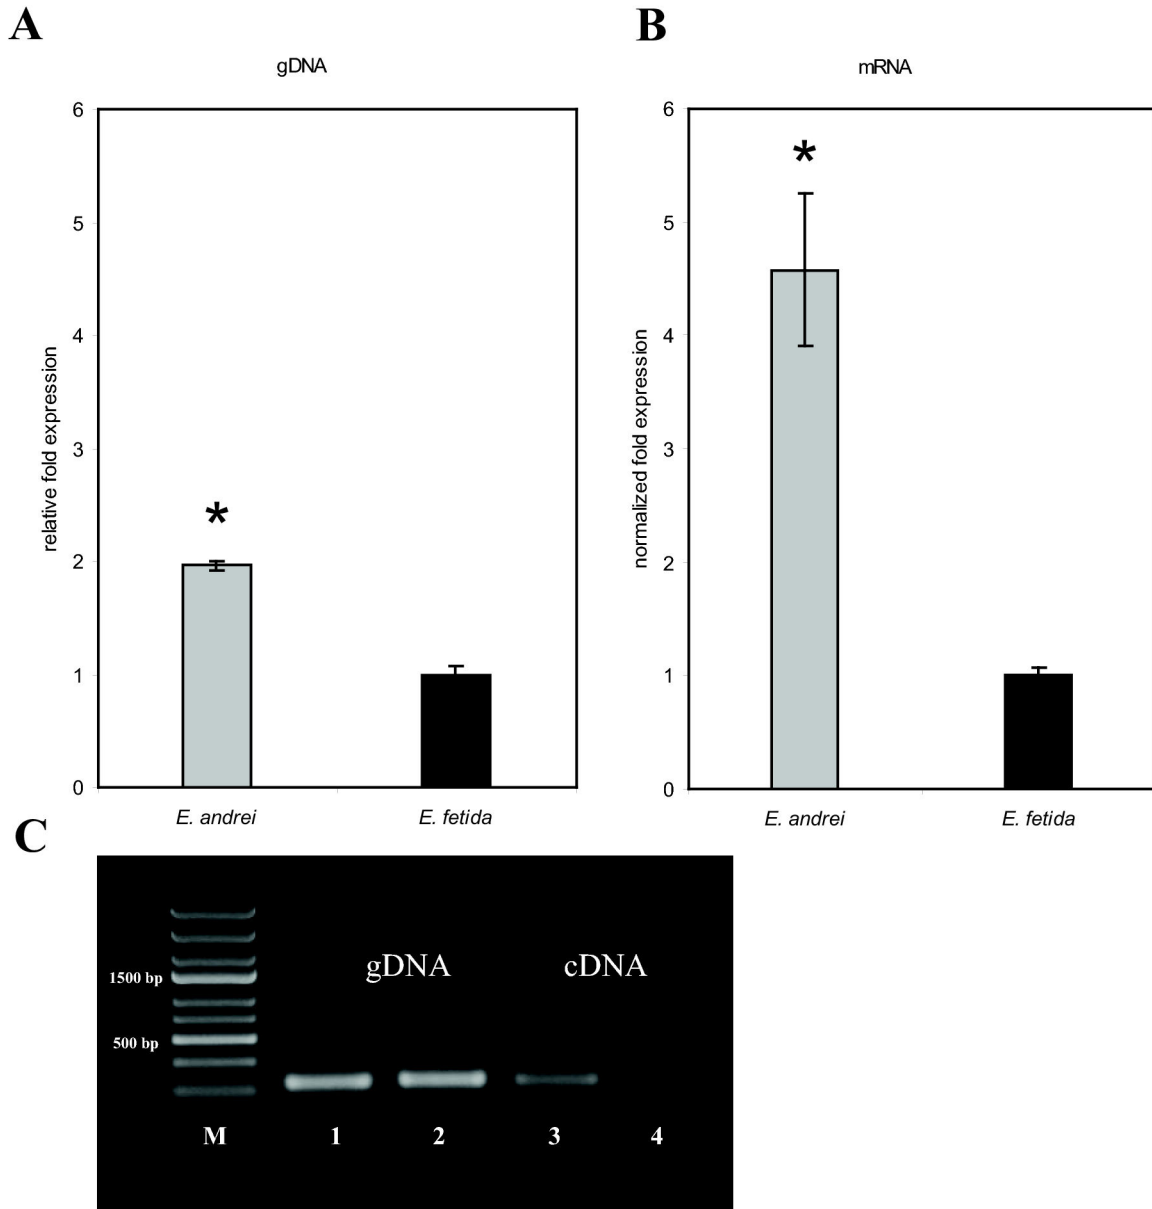 A
gDNA
6
5
4
3
2
1
0
relative fold expression
*
E. andrei
E. fetida
B
mRNA
6
5
4
3
2
1
0
normalized fold expression
*
E. andrei
E. fetida
C
gDNA cDNA
1500 bp
500 bp
M 1 2 3 4